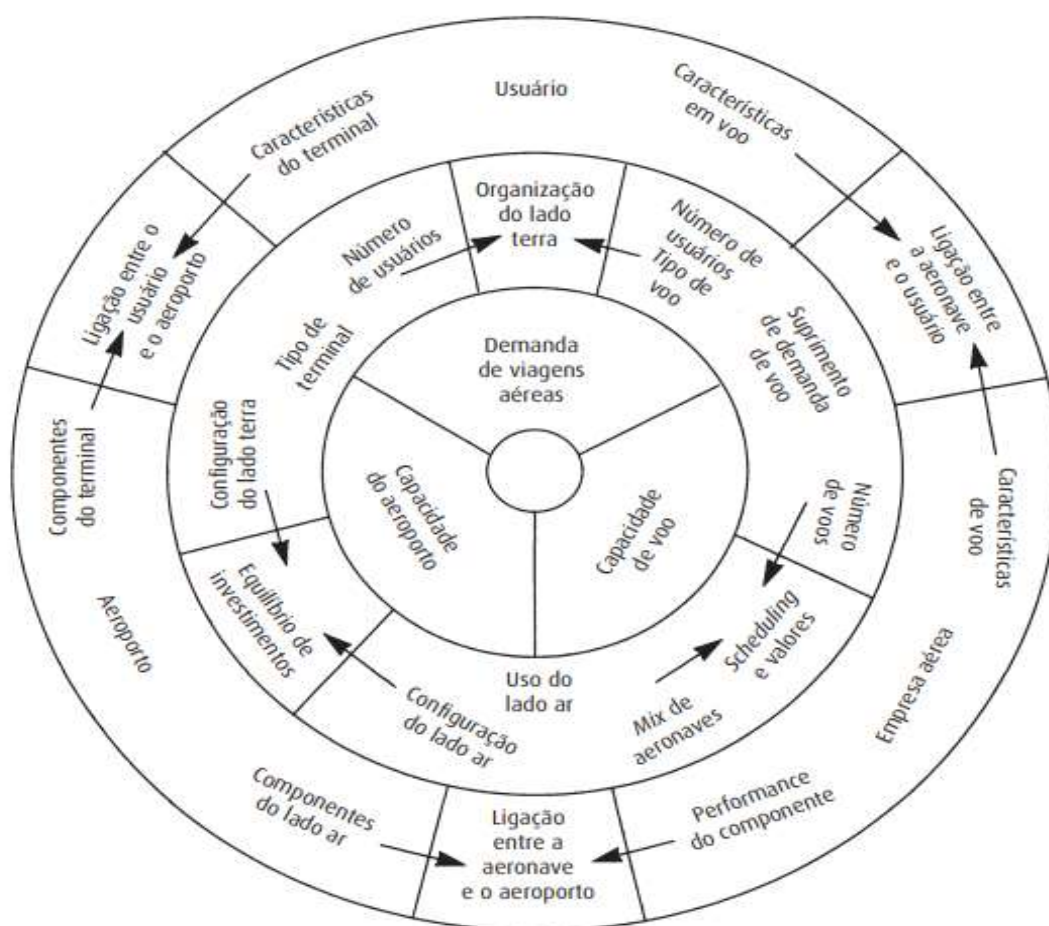 Usuário
Características
do terminal
Características
em voo
Ligação entre o
usuário
e o aeroporto
Ligação entre
a aeronave
e o usuário
Organização
do lado
terra
Número
de usuários
Número de
usuários
Tipo de
voo
Tipo de
terminal
Suprimento
de demanda
de voo
Demanda
de viagens
aéreas
Componentes
do terminal
Configuração
do lado terra
Capacidade
do aeroporto
Capacidade
de voo
Número
de voos
Características
de voo
Aeroporto
Equilíbrio de
investimentos
Scheduling
e valores
Uso do
lado ar
Configuração
do lado ar
Mix de
aeronaves
Empresa aérea
Componentes
do lado ar
Ligação
entre a
aeronave
e o aeroporto
Performance
do componente